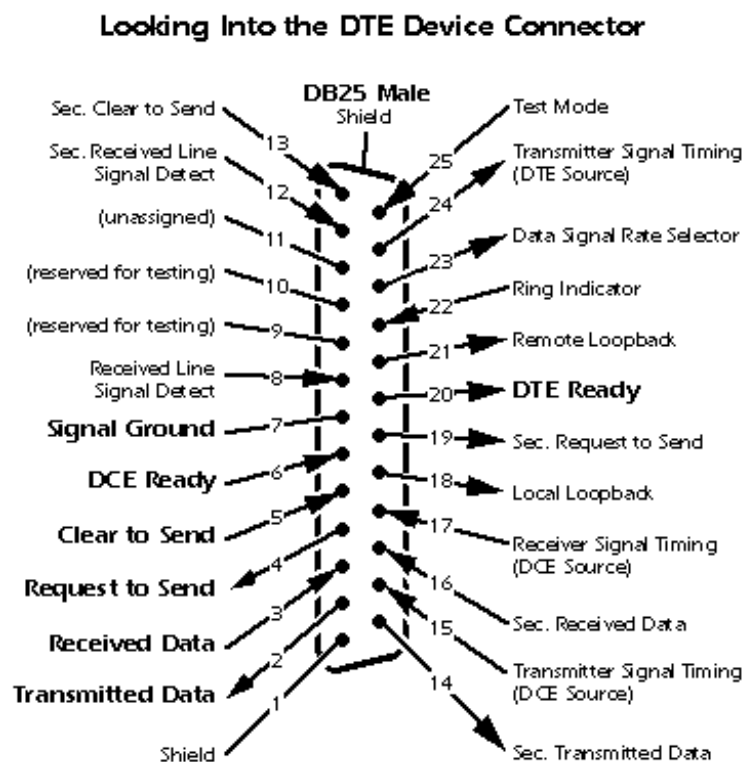 Looking Into the DTE Device Connector
DB25 Male
Shield
Sec. Clear to Send
13
Sec. Received Line
Signal Detect
12
(unassigned)
11
(reserved for testing)
10
(reserved for testing)
9
Received Line
Signal Detect
8
Signal Ground
7
DCE Ready
6
Clear to Send
5
Request to Send
4
Received Data
3
Transmitted Data
2
Shield
1
25
Test Mode
24
Transmitter Signal Timing
(DTE Source)
23
Data Signal Rate Selector
22
Ring Indicator
21
Remote Loopback
20
DTE Ready
19
Sec. Request to Send
18
Local Loopback
17
Receiver Signal Timing
(DCE Source)
16
Sec. Received Data
15
Transmitter Signal Timing
(DCE Source)
14
Sec. Transmitted Data